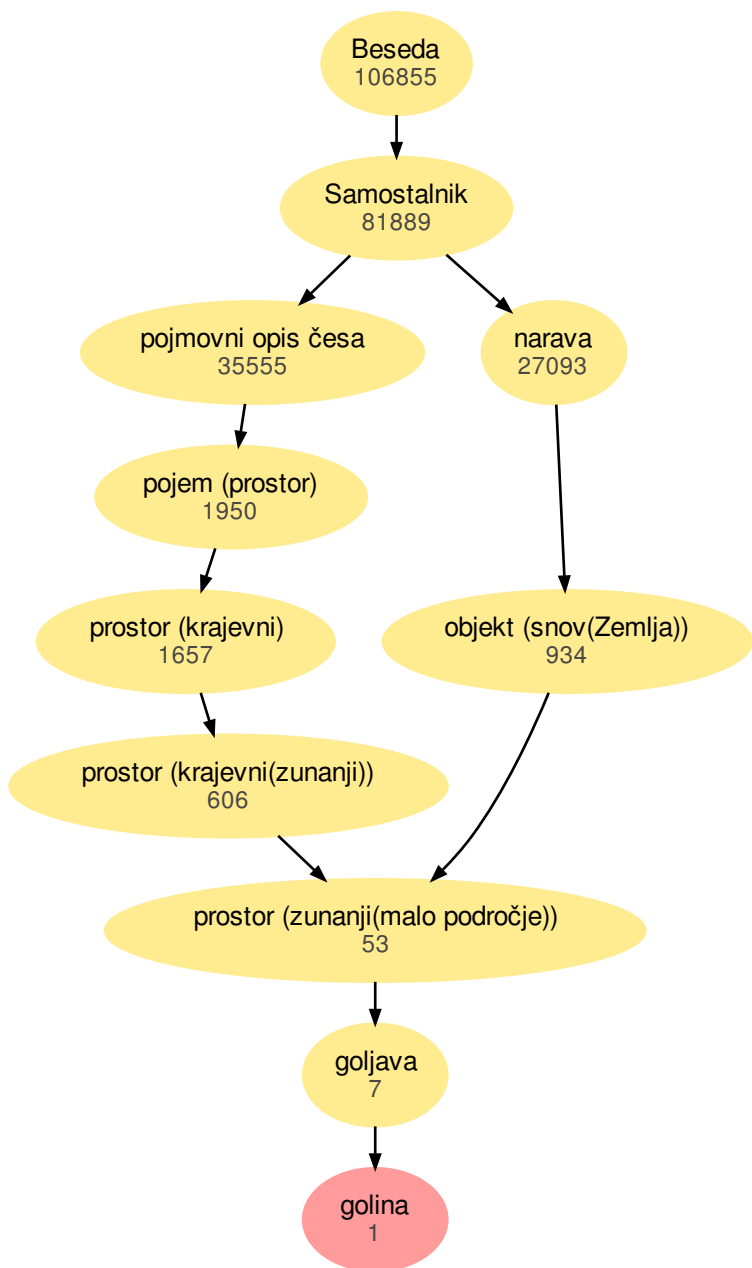 Beseda
106855
Samostalnik
81889
pojmovni opis česa
35555
narava
27093
pojem (prostor)
1950
prostor (krajevni)
1657
objekt (snov(Zemlja))
934
prostor (krajevni(zunanji))
606
prostor (zunanji(malo področje))
53
goljava
7
golina
1